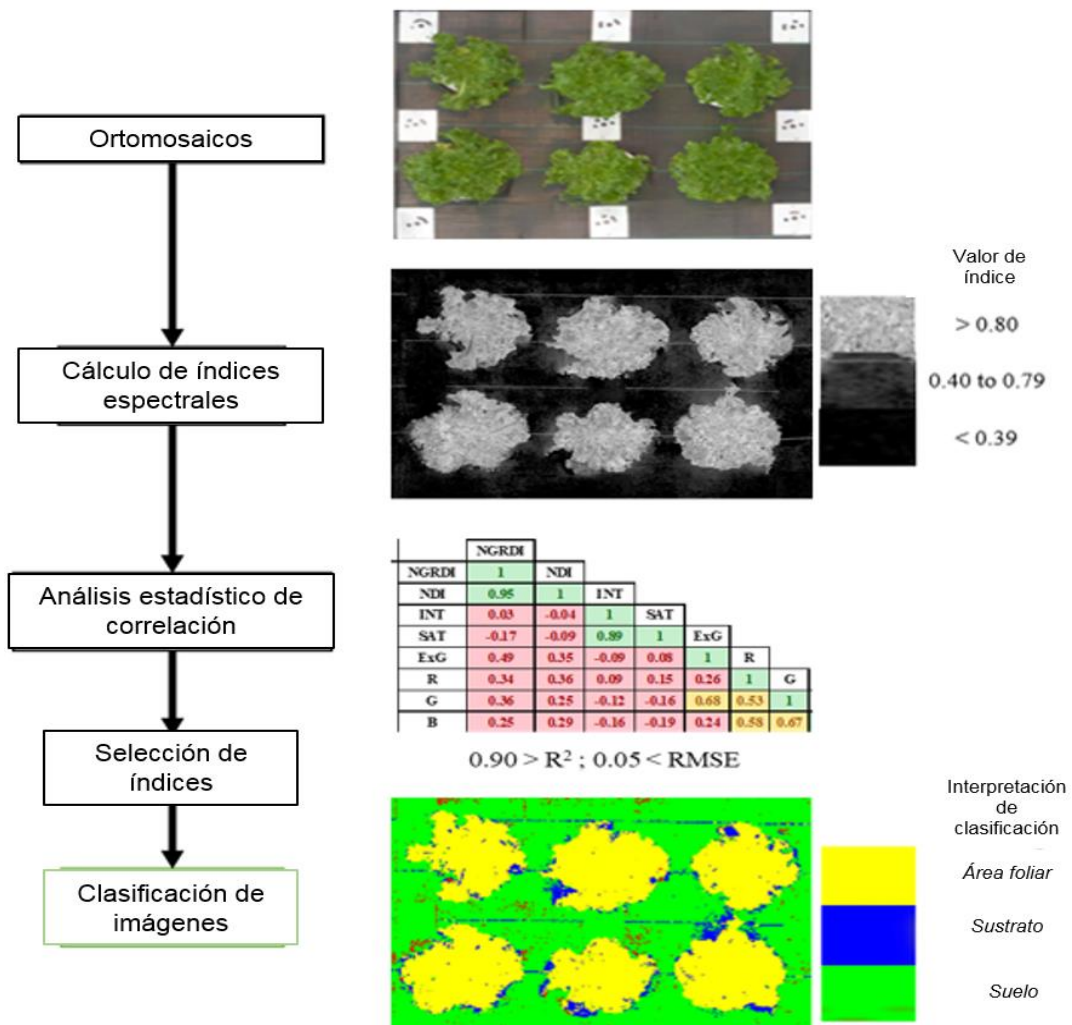 Ortomosaicos
Cálculo de índices
espectrales
Valor de
índice
> 0.80
0.40 to 0.79
< 0.39
Análisis estadístico de
correlación
NGRDI
NGRDI 1 NDI
NDI 0.95 1 INT
INT 0.03 -0.04 1 SAT
SAT -0.17 -0.09 0.89 1 ExG
ExG 0.49 0.35 -0.09 0.08 1 R
R 0.34 0.36 0.09 0.15 0.26 1 G
G 0.36 0.25 -0.12 -0.16 0.68 0.53 1
B 0.25 0.29 -0.16 -0.19 0.24 0.58 0.67
Selección de
índices
0.90 > R² ; 0.05 < RMSE
Clasificación de
imágenes
Interpretación
de
clasificación
Área foliar
Sustrato
Suelo